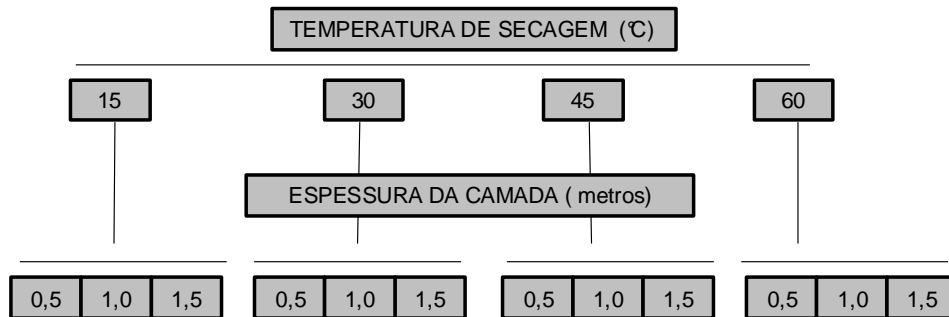 TEMPERATURA DE SECAGEM (°C)
15 30 45 60
ESPESSURA DA CAMADA ( metros)
0,5 1,0 1,5 0,5 1,0 1,5 0,5 1,0 1,5 0,5 1,0 1,5